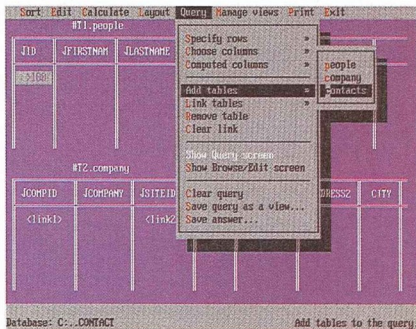 Sort Edit Calculate Layout Query Manage views Print Exit
#T1.people
JID JFIRSTNAM JLASTNAME
Specify rows »
Choose columns »
Computed columns »
Add tables »
Link tables »
Remove table
Clear link
Show Query screen
Show Browse/Edit screen
Clear query
Save query as a view...
Save answer...
people
company
Contacts
#T2.company
JCOMPID JCOMPANY JSITEID DRESS2 CITY
<link1> <link2
Database: C:..CONTACT Add tables to the query